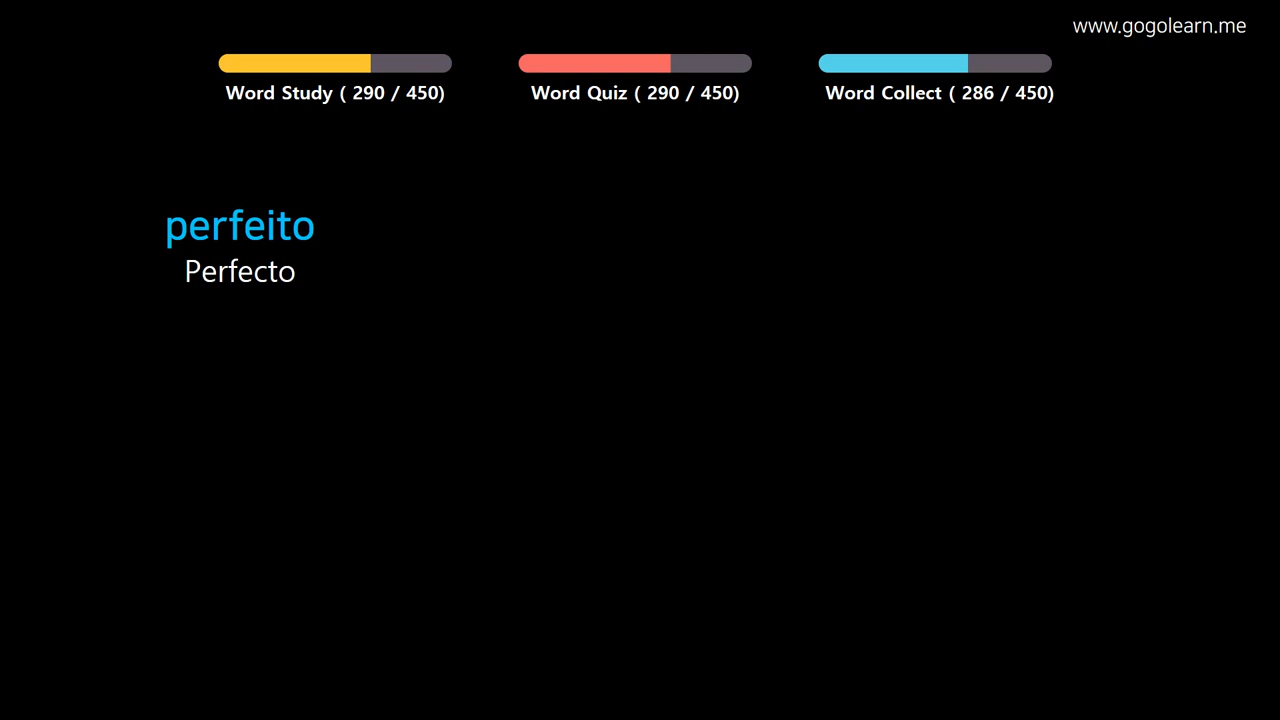 www.gogolearn.me
Word Study ( 290 / 450)
Word Quiz ( 290 / 450)
Word Collect ( 286 / 450)
perfeito
Perfecto